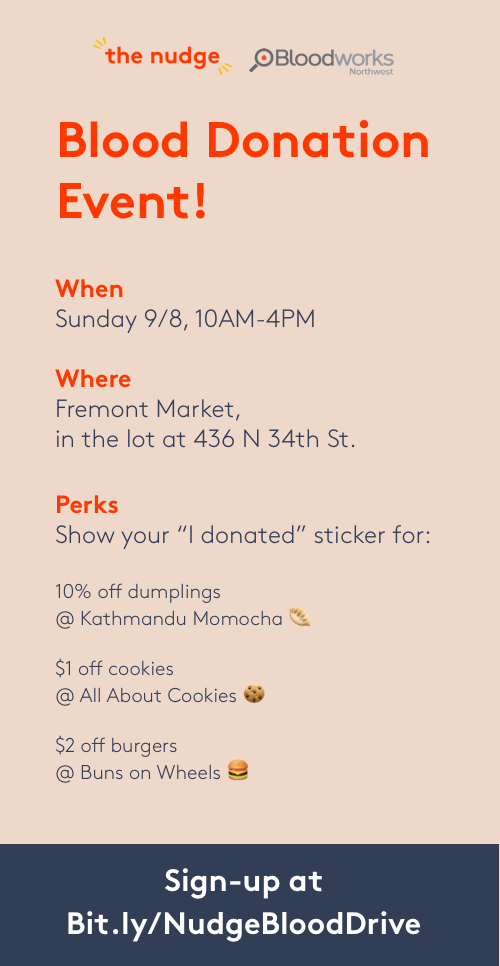 the nudge
Bloodworks
Northwest
Blood Donation
Event!
When
Sunday 9/8, 10AM-4PM
Where
Fremont Market,
in the lot at 436 N 34th St.
Perks
Show your “I donated” sticker for:
10% off dumplings
@ Kathmandu Momocha 🥟
$1 off cookies
@ All About Cookies 🍪
$2 off burgers
@ Buns on Wheels 🍔
Sign-up at
Bit.ly/NudgeBloodDrive